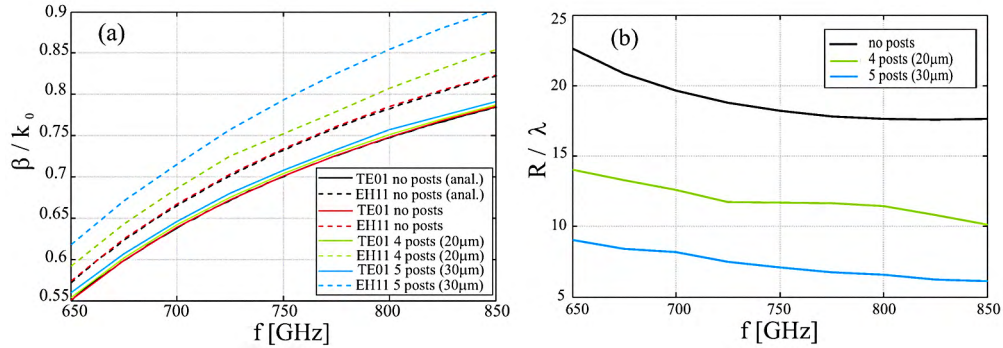 (a)
0.9
0.85
0.8
0.75
0.7
0.65
0.6
0.55
β / k0
650
700
750
800
850
f [GHz]
TE01 no posts (anal.)
EH11 no posts (anal.)
TE01 no posts
EH11 no posts
TE01 4 posts (20μm)
EH11 4 posts (20μm)
TE01 5 posts (30μm)
EH11 5 posts (30μm)
(b)
25
20
15
10
5
R / λ
650
700
750
800
850
f [GHz]
no posts
4 posts (20μm)
5 posts (30μm)